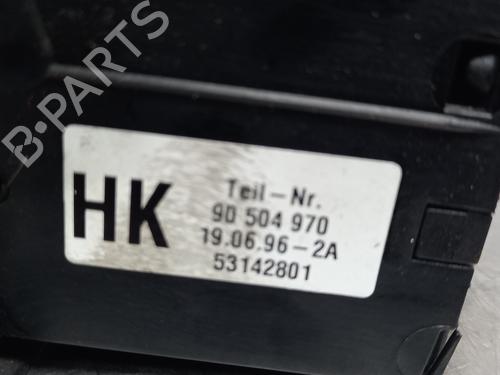 B-PARTS
HK
Teil-Nr.
90 504 970
19.06.96-2A
53142801